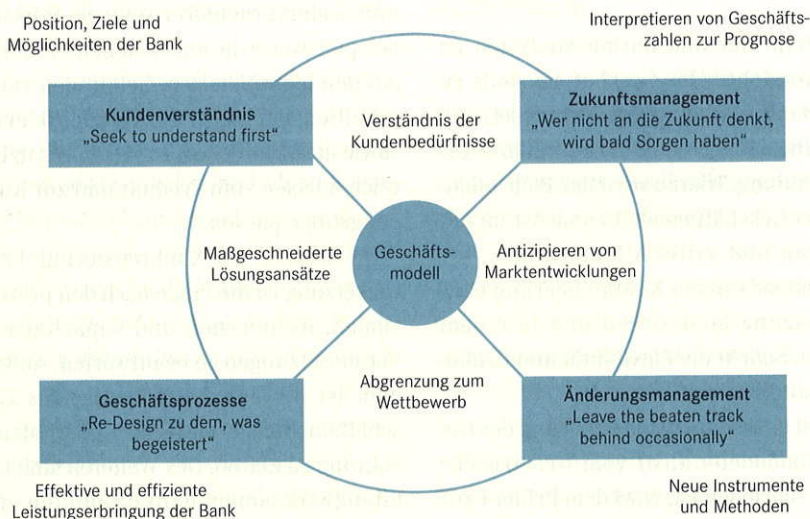 Position, Ziele und
Möglichkeiten der Bank
Interpretieren von Geschäfts-
zahlen zur Prognose
Kundenverständnis
„Seek to understand first“
Verständnis der
Kundenbedürfnisse
Zukunftsmanagement
„Wer nicht an die Zukunft denkt,
wird bald Sorgen haben“
Maßgeschneiderte
Lösungsansätze
Geschäfts-
modell
Antizipieren von
Marktentwicklungen
Geschäftsprozesse
„Re-Design zu dem, was
begeistert“
Abgrenzung zum
Wettbewerb
Änderungsmanagement
„Leave the beaten track
behind occasionally“
Effektive und effiziente
Leistungserbringung der Bank
Neue Instrumente
und Methoden